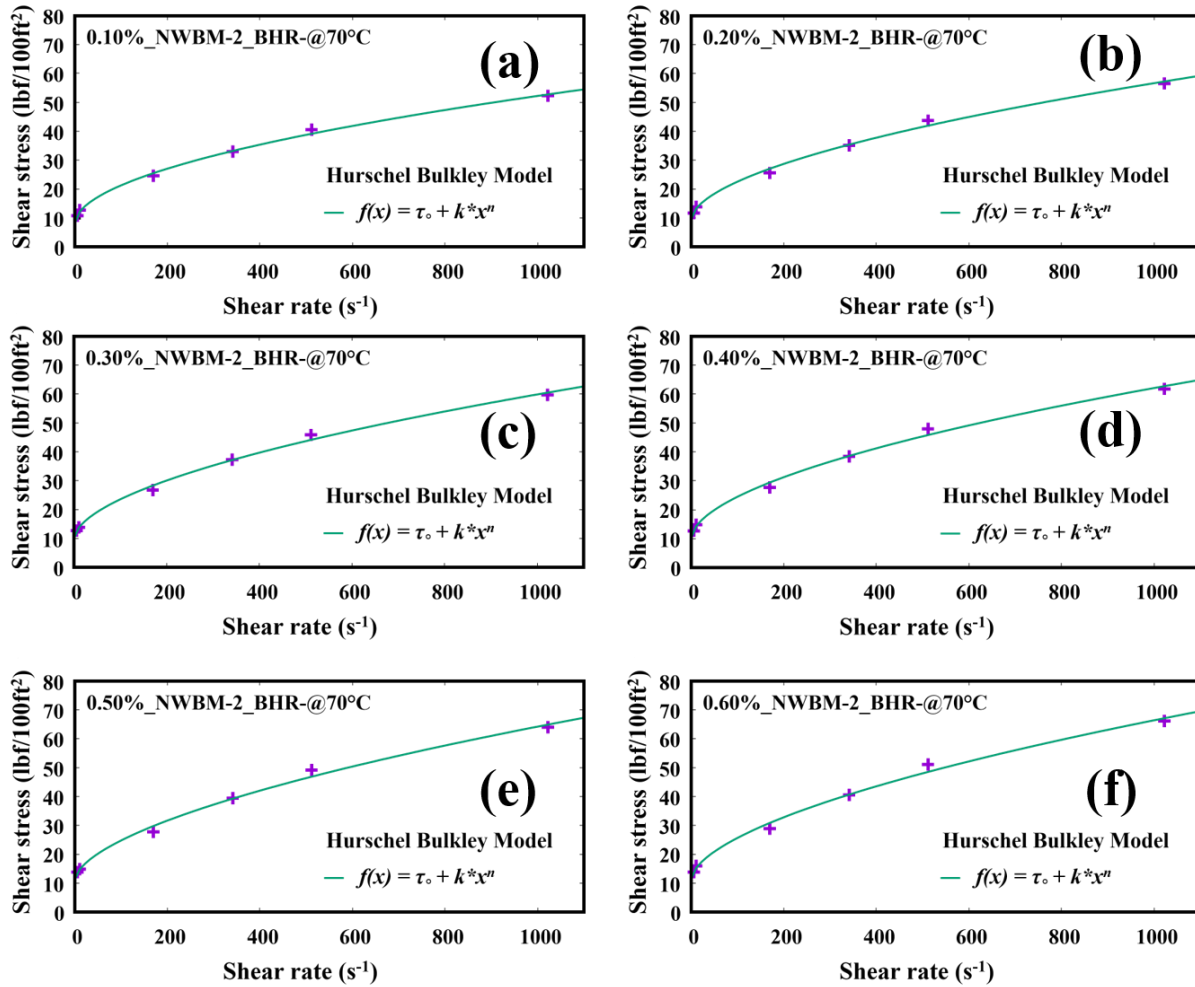 0.10%_NWBM-2_BHR-@70°C
(a)
Hurschel Bulkley Model
f(x) = τ₀ + k*xⁿ
Shear stress (lbf/100ft²)
80
70
60
50
40
30
20
10
0
0 200 400 600 800 1000
Shear rate (s⁻¹)
0.20%_NWBM-2_BHR-@70°C
(b)
Hurschel Bulkley Model
f(x) = τ₀ + k*xⁿ
Shear stress (lbf/100ft²)
80
70
60
50
40
30
20
10
0
0 200 400 600 800 1000
Shear rate (s⁻¹)
0.30%_NWBM-2_BHR-@70°C
(c)
Hurschel Bulkley Model
f(x) = τ₀ + k*xⁿ
Shear stress (lbf/100ft²)
80
70
60
50
40
30
20
10
0
0 200 400 600 800 1000
Shear rate (s⁻¹)
0.40%_NWBM-2_BHR-@70°C
(d)
Hurschel Bulkley Model
f(x) = τ₀ + k*xⁿ
Shear stress (lbf/100ft²)
80
70
60
50
40
30
20
10
0
0 200 400 600 800 1000
Shear rate (s⁻¹)
0.50%_NWBM-2_BHR-@70°C
(e)
Hurschel Bulkley Model
f(x) = τ₀ + k*xⁿ
Shear stress (lbf/100ft²)
80
70
60
50
40
30
20
10
0
0 200 400 600 800 1000
Shear rate (s⁻¹)
0.60%_NWBM-2_BHR-@70°C
(f)
Hurschel Bulkley Model
f(x) = τ₀ + k*xⁿ
Shear stress (lbf/100ft²)
80
70
60
50
40
30
20
10
0
0 200 400 600 800 1000
Shear rate (s⁻¹)